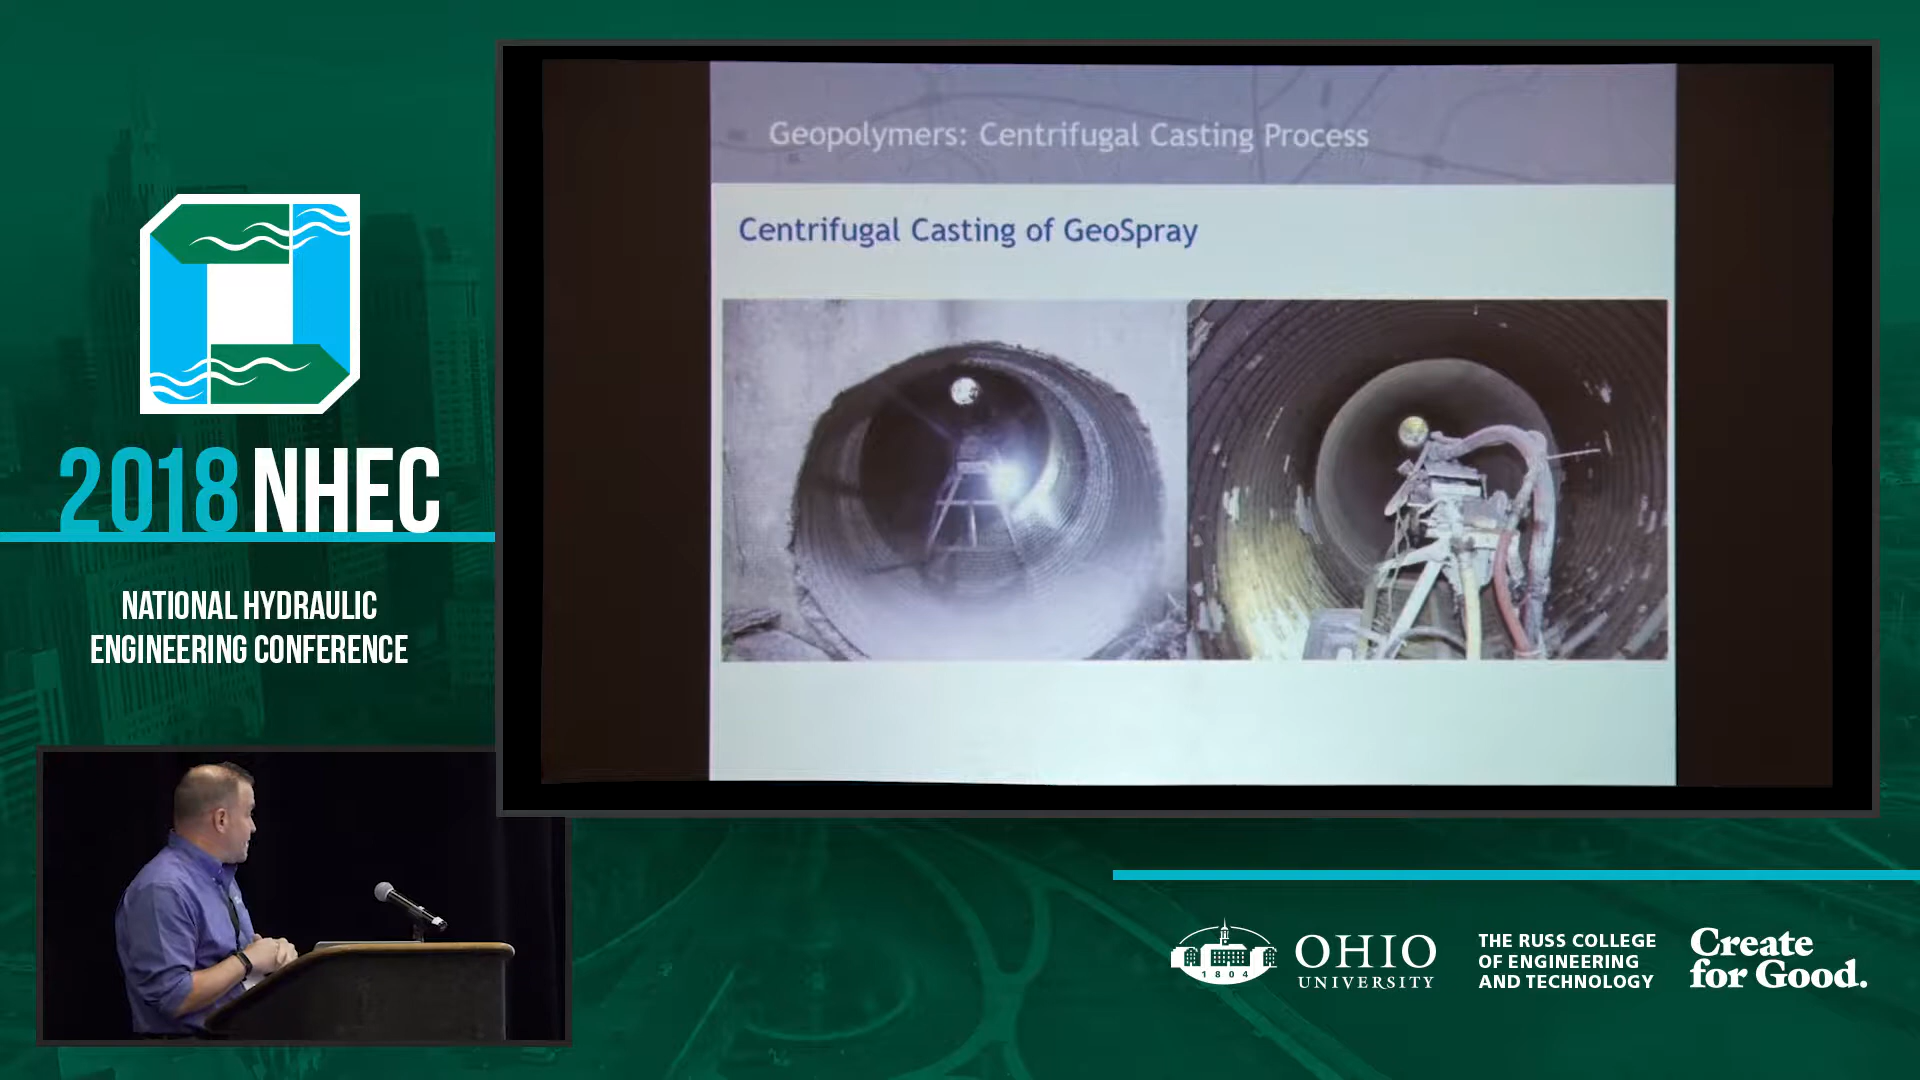 Geopolymers: Centrifugal Casting Process
Centrifugal Casting of GeoSpray
2018 NHEC
NATIONAL HYDRAULIC
ENGINEERING CONFERENCE
1804
OHIO
UNIVERSITY
THE RUSS COLLEGE
OF ENGINEERING
AND TECHNOLOGY
Create
for Good.